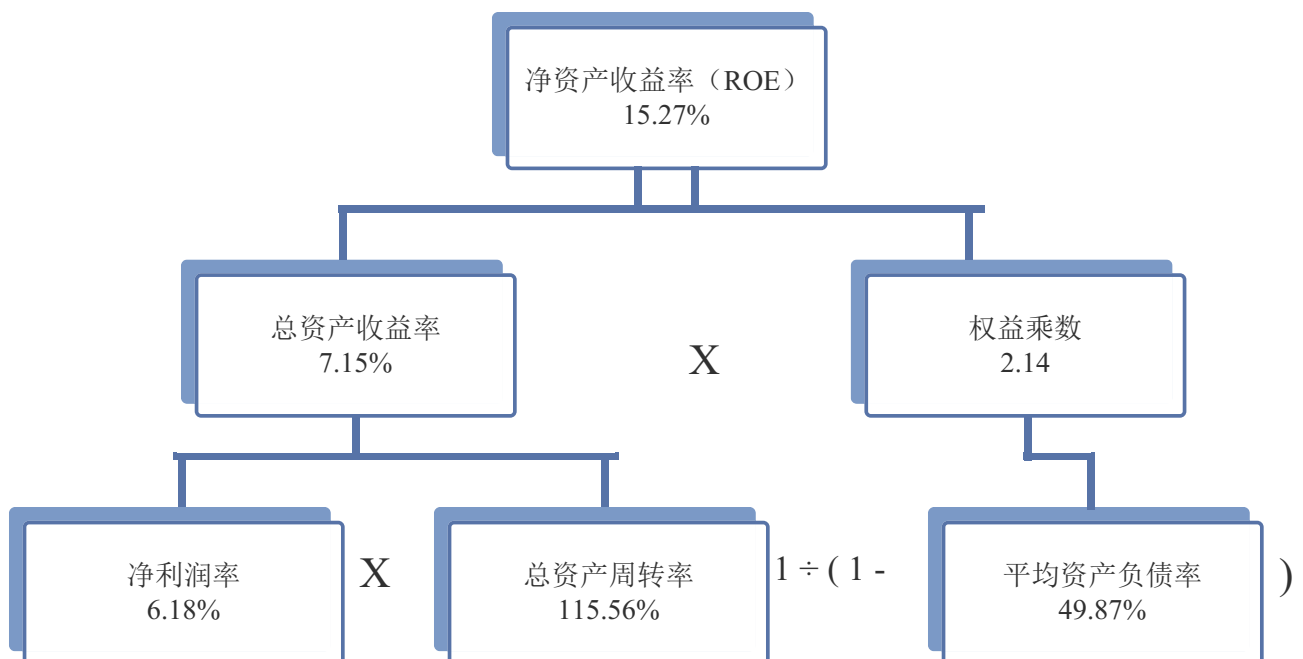 净资产收益率（ROE）
15.27%
总资产收益率
7.15%
X
权益乘数
2.14
净利润率
6.18%
X
总资产周转率
115.56%
1 ÷ ( 1 -
平均资产负债率
49.87%
)